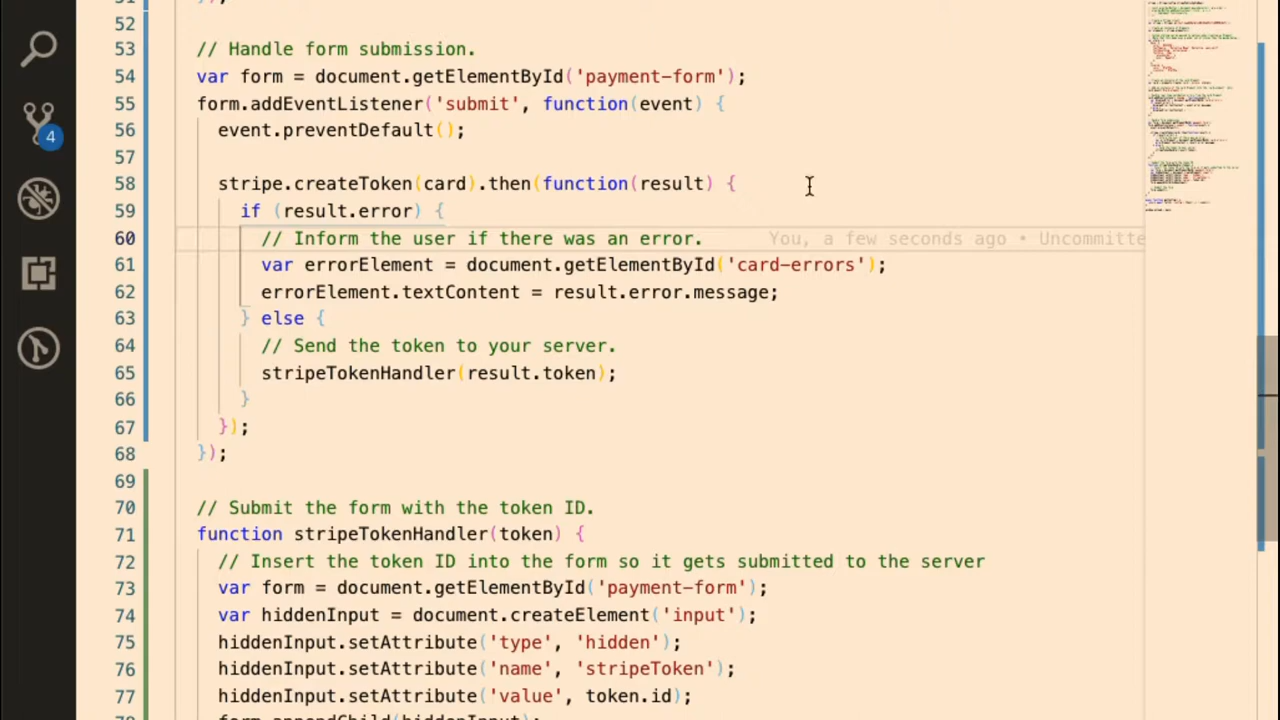 51 });
52
53 // Handle form submission.
54 var form = document.getElementById('payment-form');
55 form.addEventListener('submit', function(event) {
56 event.preventDefault();
57
58 stripe.createToken(card).then(function(result) {
59 if (result.error) {
60 // Inform the user if there was an error. You, a few seconds ago • Uncommitte
61 var errorElement = document.getElementById('card-errors');
62 errorElement.textContent = result.error.message;
63 } else {
64 // Send the token to your server.
65 stripeTokenHandler(result.token);
66 }
67 });
68 });
69
70 // Submit the form with the token ID.
71 function stripeTokenHandler(token) {
72 // Insert the token ID into the form so it gets submitted to the server
73 var form = document.getElementById('payment-form');
74 var hiddenInput = document.createElement('input');
75 hiddenInput.setAttribute('type', 'hidden');
76 hiddenInput.setAttribute('name', 'stripeToken');
77 hiddenInput.setAttribute('value', token.id);
78 form.appendChild(hiddenInput);
4